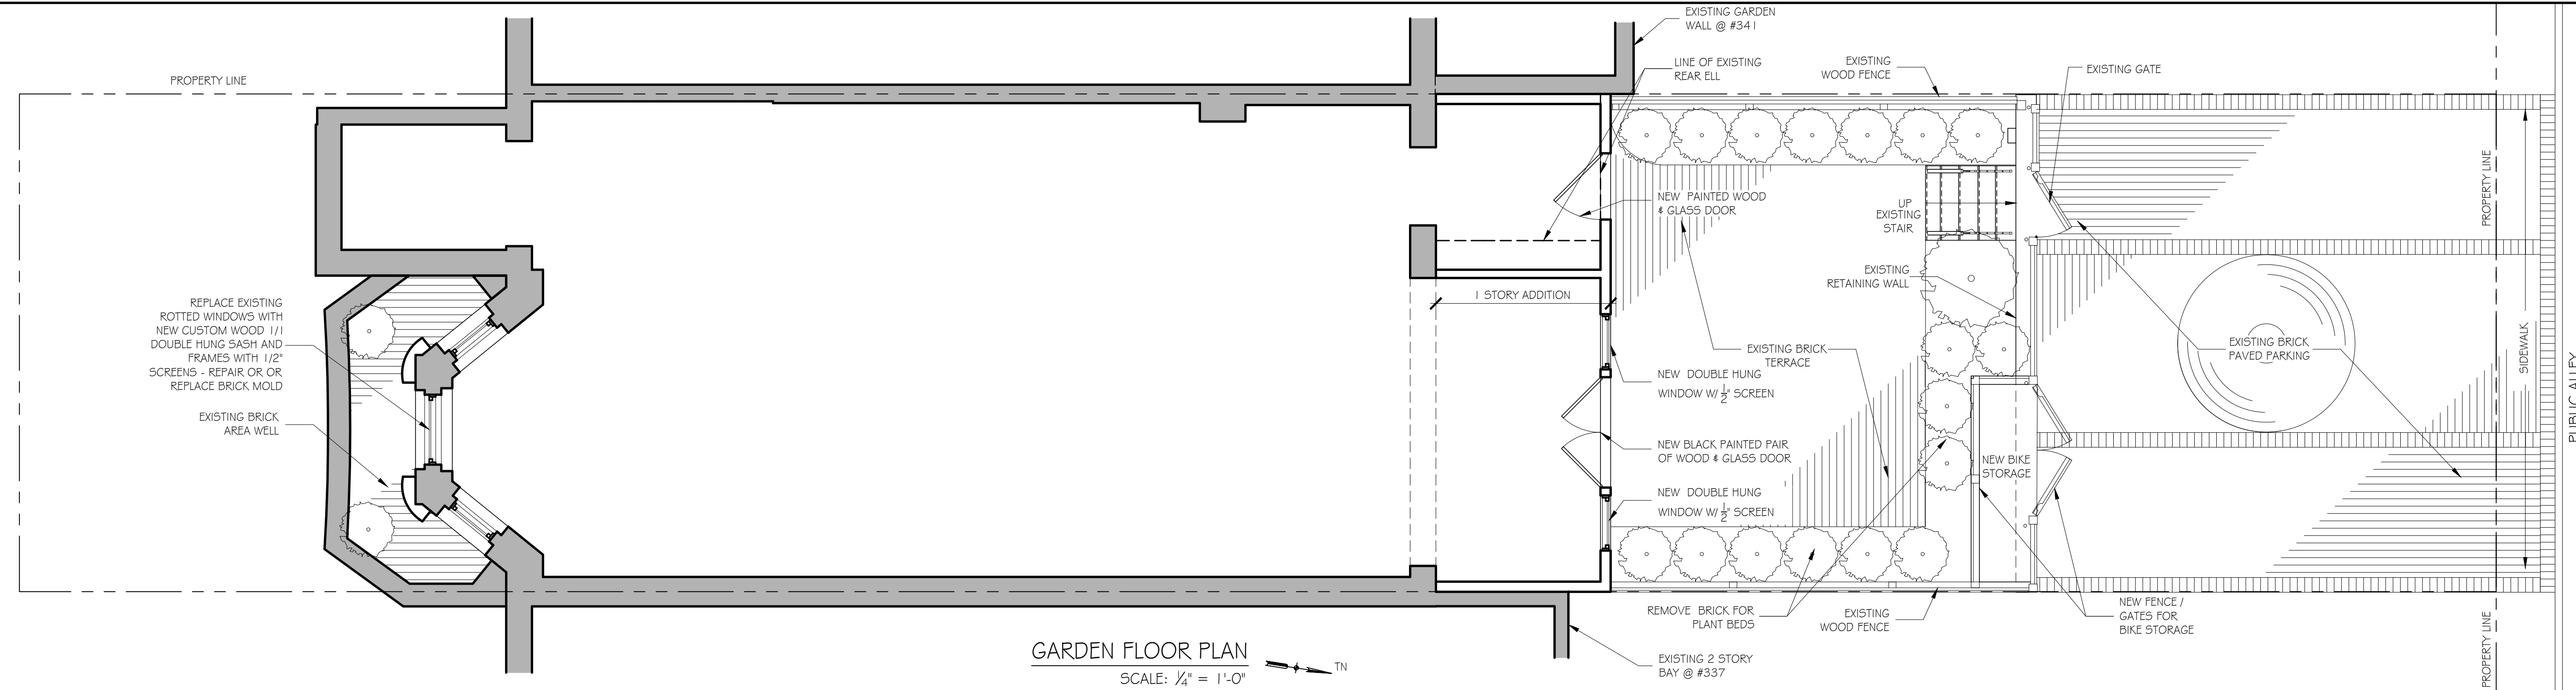 PROPERTY LINE
REPLACE EXISTING
ROTTED WINDOWS WITH
NEW CUSTOM WOOD 1/1
DOUBLE HUNG SASH AND
FRAMES WITH 1/2"
SCREENS - REPAIR OR OR
REPLACE BRICK MOLD
EXISTING BRICK
AREA WELL
EXISTING GARDEN
WALL @ #341
LINE OF EXISTING
REAR ELL
EXISTING
WOOD FENCE
EXISTING GATE
NEW PAINTED WOOD
& GLASS DOOR
UP
EXISTING
STAIR
EXISTING
RETAINING WALL
1 STORY ADDITION
EXISTING BRICK
TERRACE
NEW DOUBLE HUNG
WINDOW W/ 1/2" SCREEN
NEW BLACK PAINTED PAIR
OF WOOD & GLASS DOOR
NEW DOUBLE HUNG
WINDOW W/ 1/2" SCREEN
NEW BIKE
STORAGE
EXISTING BRICK
PAVED PARKING
PROPERTY LINE
SIDEWALK
PUBLIC ALLEY
REMOVE BRICK FOR
PLANT BEDS
EXISTING
WOOD FENCE
NEW FENCE /
GATES FOR
BIKE STORAGE
PROPERTY LINE
EXISTING 2 STORY
BAY @ #337
GARDEN FLOOR PLAN
SCALE: 1/4" = 1'-0"
TN